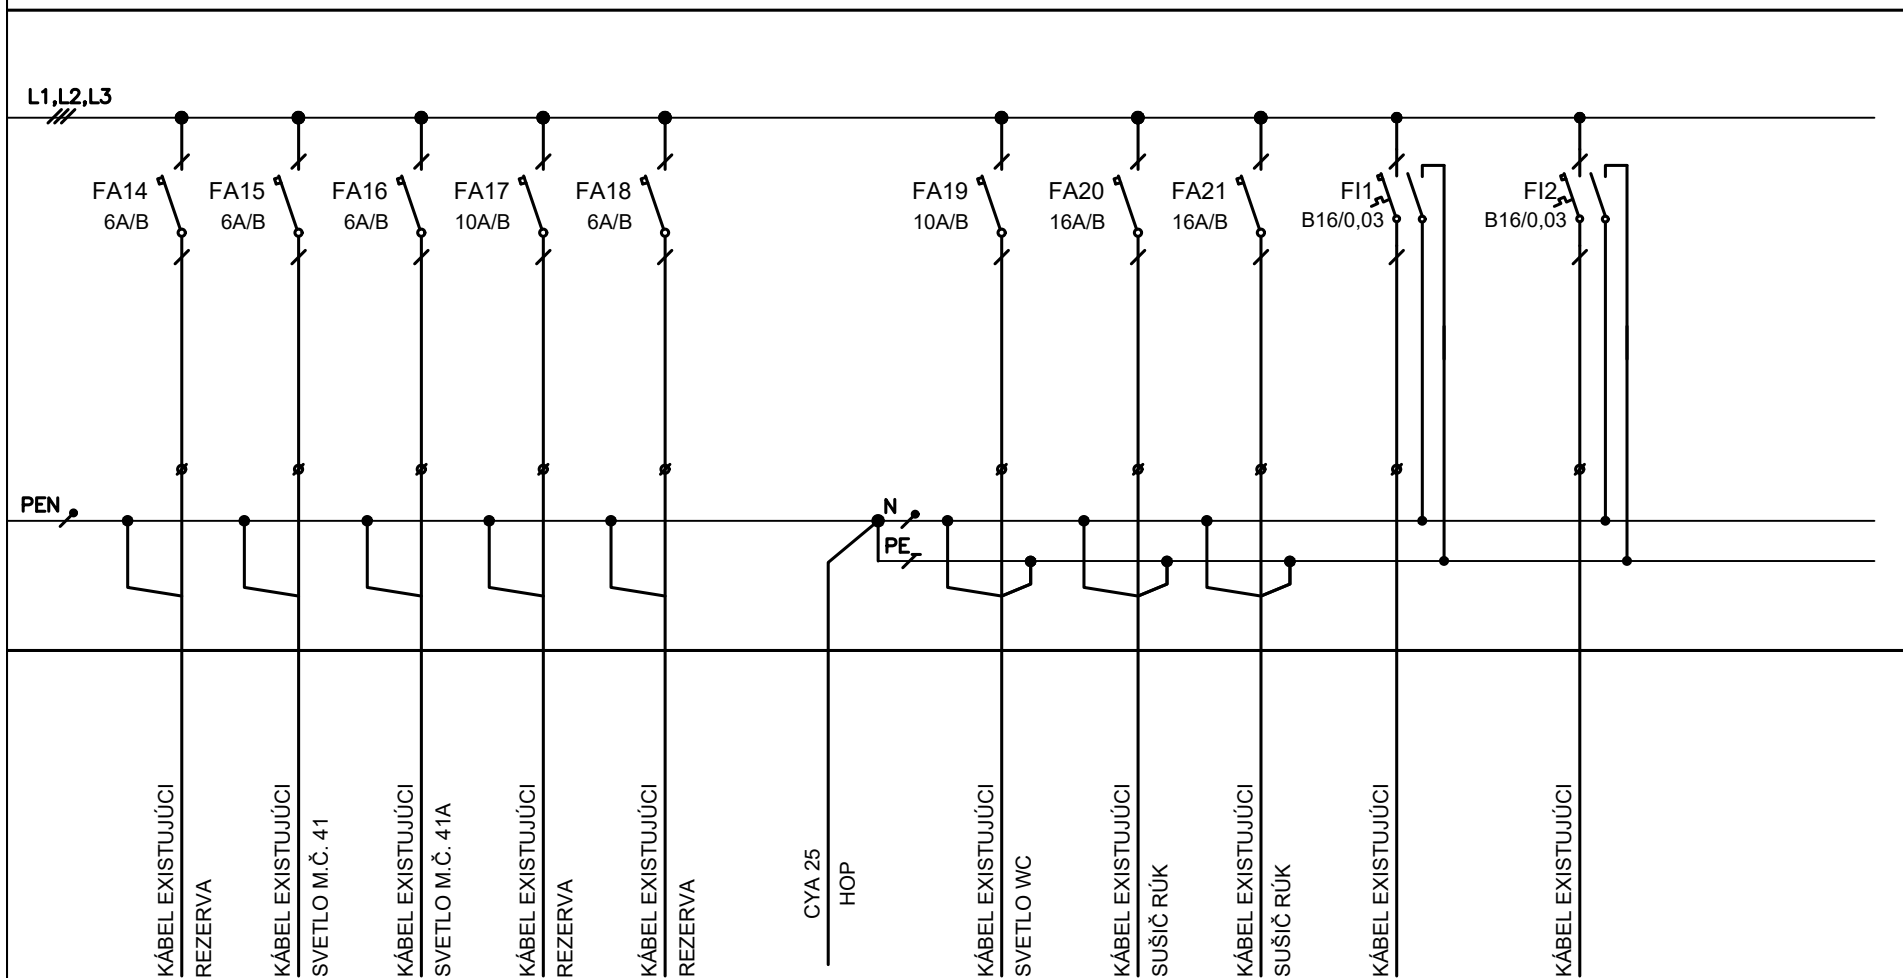 L1,L2,L3
FA14
6A/B
FA15
6A/B
FA16
6A/B
FA17
10A/B
FA18
6A/B
FA19
10A/B
FA20
16A/B
FA21
16A/B
FI1
B16/0,03
FI2
B16/0,03
PEN
N
PE
KÁBEL EXISTUJÚCI
REZERVA
KÁBEL EXISTUJÚCI
SVETLO M.Č. 41
KÁBEL EXISTUJÚCI
SVETLO M.Č. 41A
KÁBEL EXISTUJÚCI
REZERVA
KÁBEL EXISTUJÚCI
REZERVA
CYA 25
HOP
KÁBEL EXISTUJÚCI
SVETLO WC
KÁBEL EXISTUJÚCI
SUŠIČ RÚK
KÁBEL EXISTUJÚCI
SUŠIČ RÚK
KÁBEL EXISTUJÚCI
KÁBEL EXISTUJÚCI